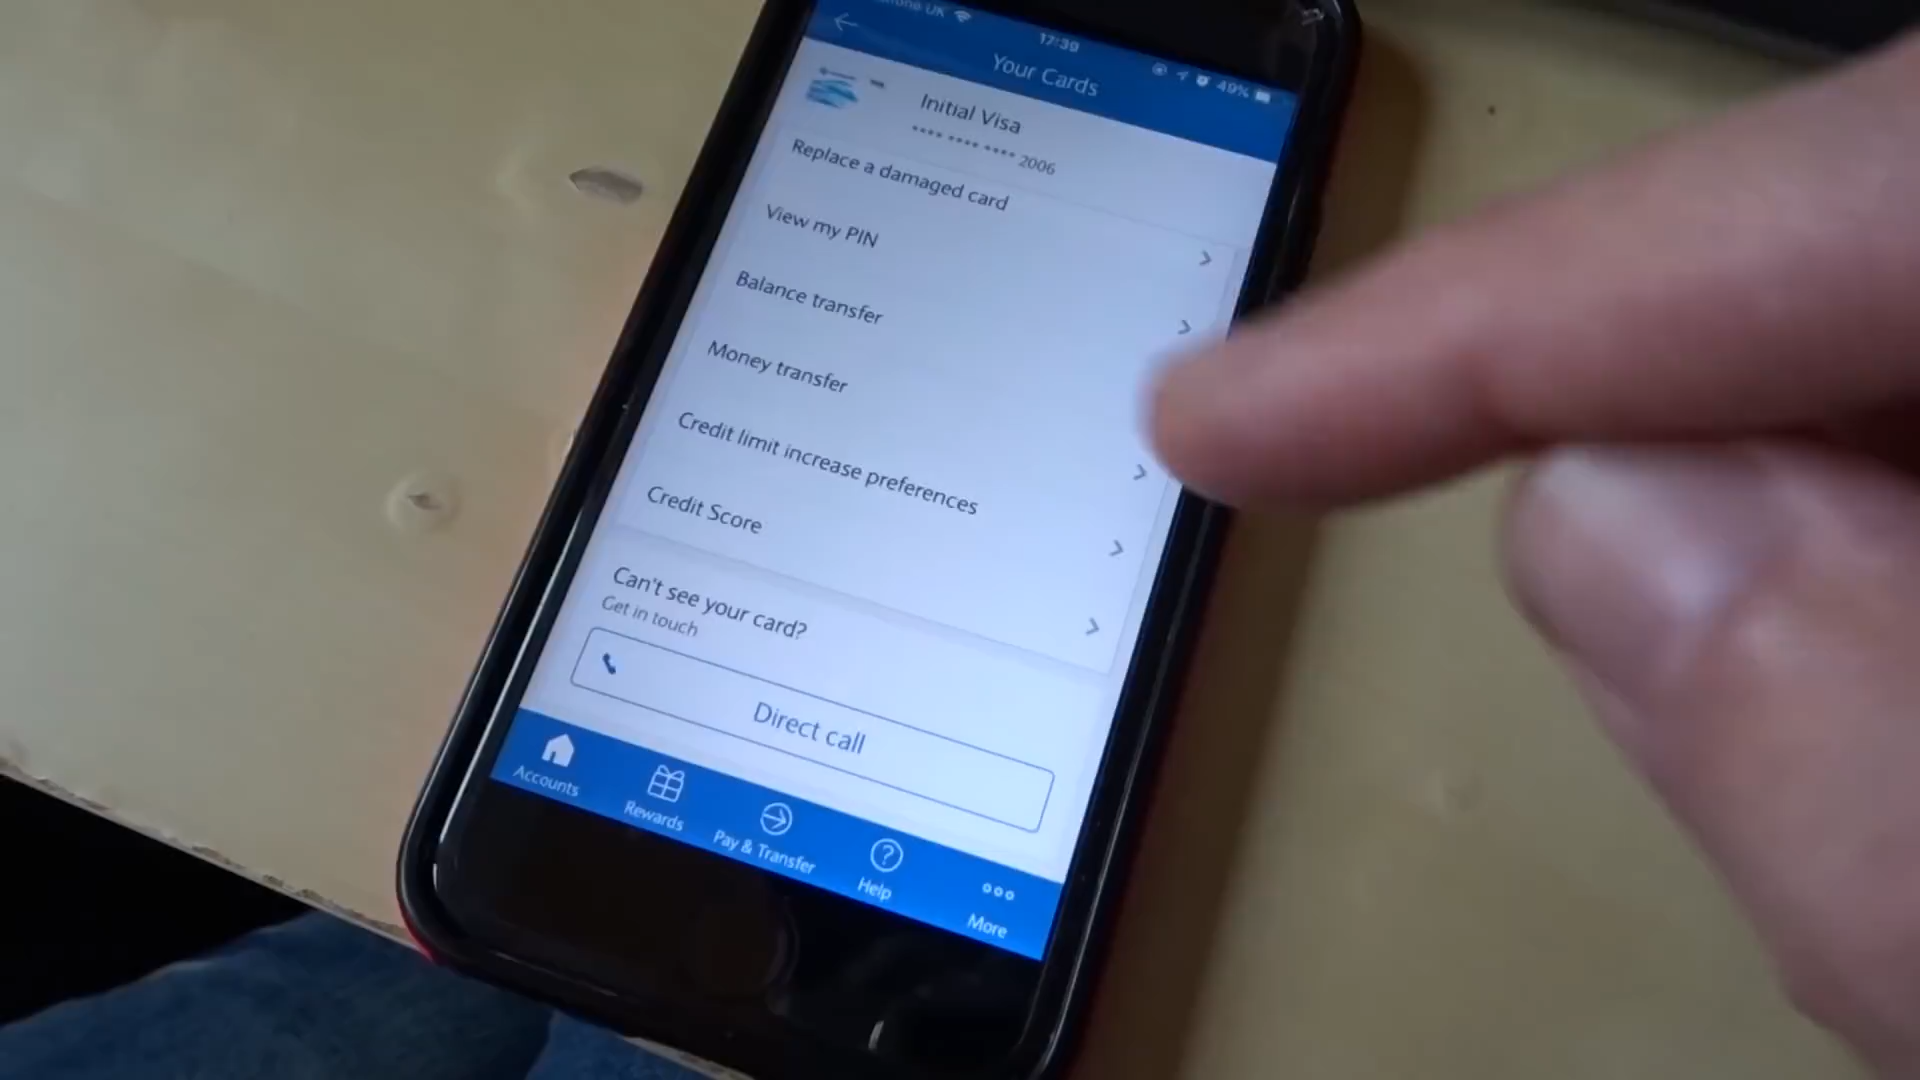 UK
17:39
49%
Your Cards
Initial Visa
**** **** **** 2006
Replace a damaged card
View my PIN
Balance transfer
Money transfer
Credit limit increase preferences
Credit Score
Can't see your card?
Get in touch
Direct call
Accounts
Rewards
Pay & Transfer
Help
More